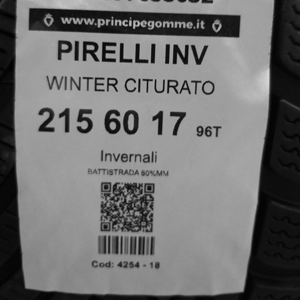 www.principegomme.it
PIRELLI INV
WINTER CITURATO
215 60 17 96T
Invernali
BATTISTRADA 80%MM
Cod: 4254 - 18